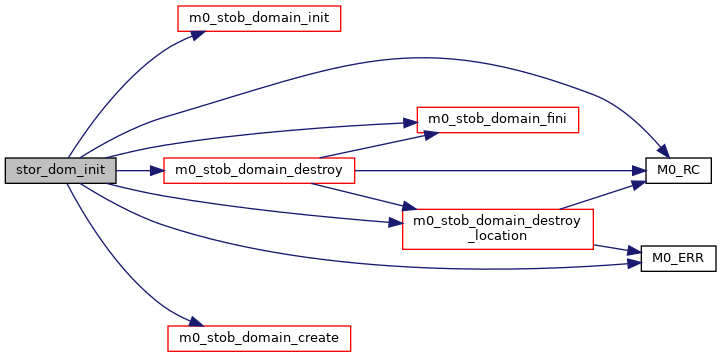 m0_stob_domain_init
m0_stob_domain_fini
stor_dom_init
m0_stob_domain_destroy
M0_RC
m0_stob_domain_destroy
_location
M0_ERR
m0_stob_domain_create